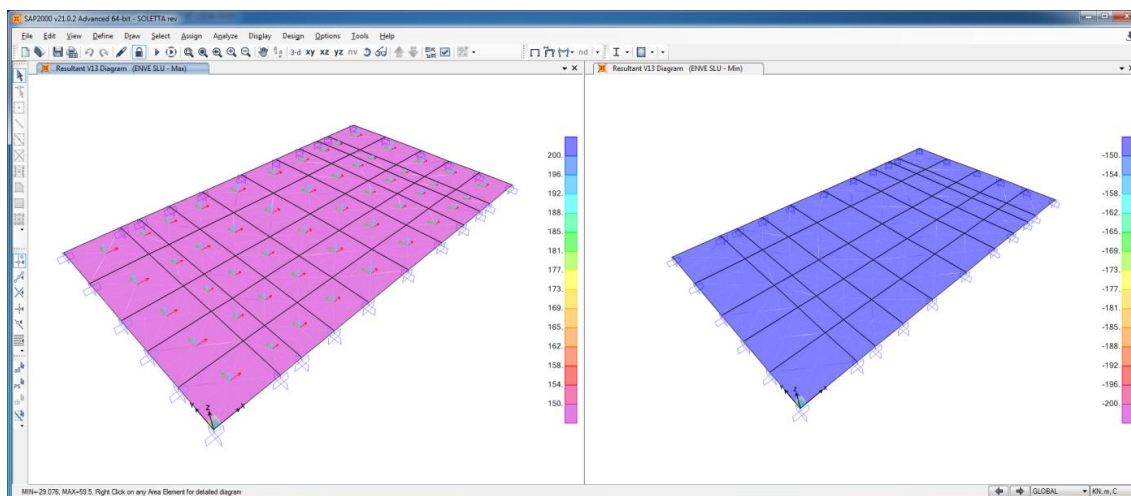 SAP2000 v21.0.2 Advanced 64-bit - SOLETTA rev
File Edit View Define Draw Select Assign Analyze Display Design Options Tools Help
3-d xy xz yz nv
nd
Resultant V13 Diagram (ENVE SLU - Max)
Resultant V13 Diagram (ENVE SLU - Min)
200.
196.
192.
188.
185.
181.
177.
173.
169.
165.
162.
158.
154.
150.
-150.
-154.
-158.
-162.
-165.
-169.
-173.
-177.
-181.
-185.
-188.
-192.
-196.
-200.
Y Z X
Z X
MIN=-29.076, MAX=59.5, Right Click on any Area Element for detailed diagram
GLOBAL
KN, m, C